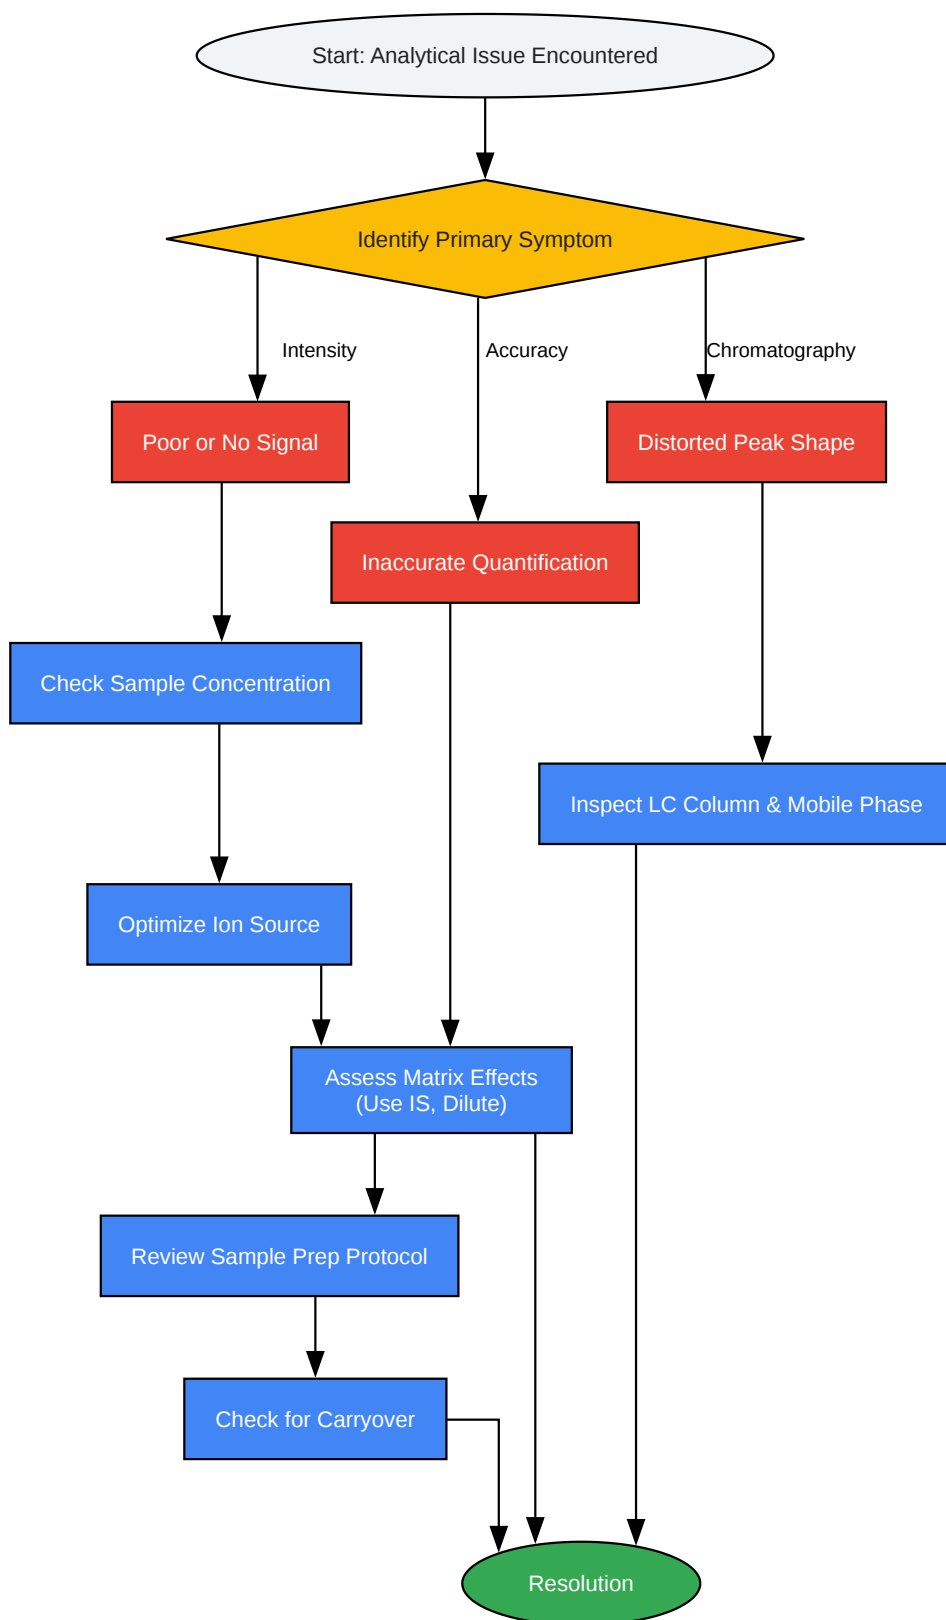 Start: Analytical Issue Encountered
Identify Primary Symptom
Intensity
Accuracy
Chromatography
Poor or No Signal
Distorted Peak Shape
Inaccurate Quantification
Check Sample Concentration
Inspect LC Column & Mobile Phase
Optimize Ion Source
Assess Matrix Effects
(Use IS, Dilute)
Review Sample Prep Protocol
Check for Carryover
Resolution